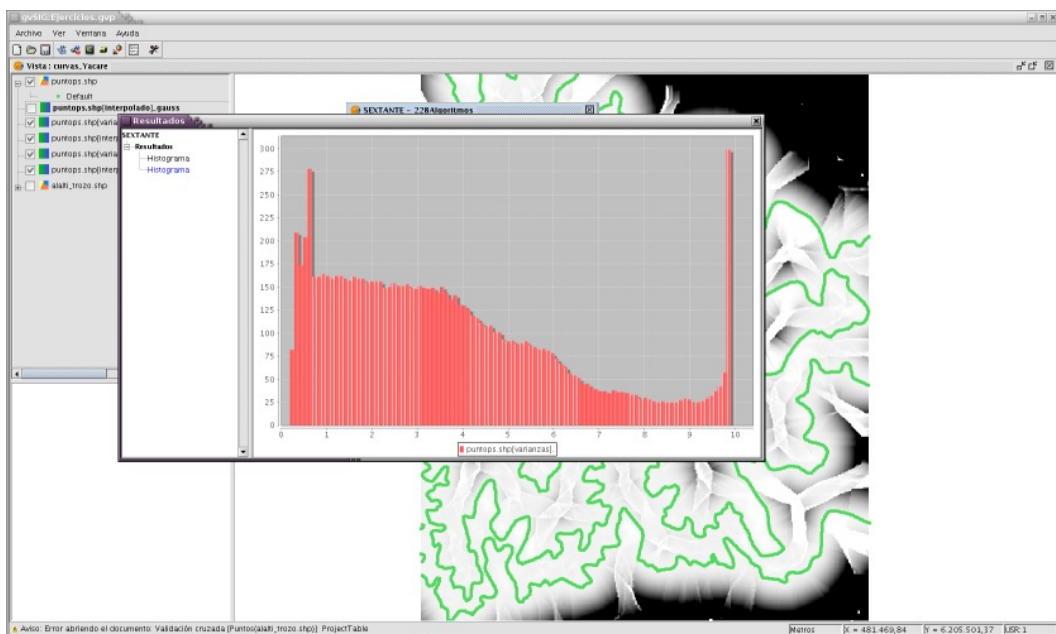 gvSIG:Ejercicios.gvp
Archivo Ver Ventana Ayuda
Vista : curvas_Yacare
puntops.shp
Default
puntops.shp[interpolado]_gauss
puntops.shp[varia
puntops.shp[interp
puntops.shp[varia
puntops.shp[interp
alalti_trozo.shp
SEXTANTE - 228Algoritmos
Resultados
SEXTANTE
Resultados
Histograma
Histograma
300
275
250
225
200
175
150
125
100
75
50
25
0
0 1 2 3 4 5 6 7 8 9 10
puntops.shp[varianzas]
Aviso: Error abriendo el documento: Validación cruzada [Puntos(alalti_trozo.shp)] ProjectTable
Metros X = 481.469,84 Y = 6.205.501,37 USR:1